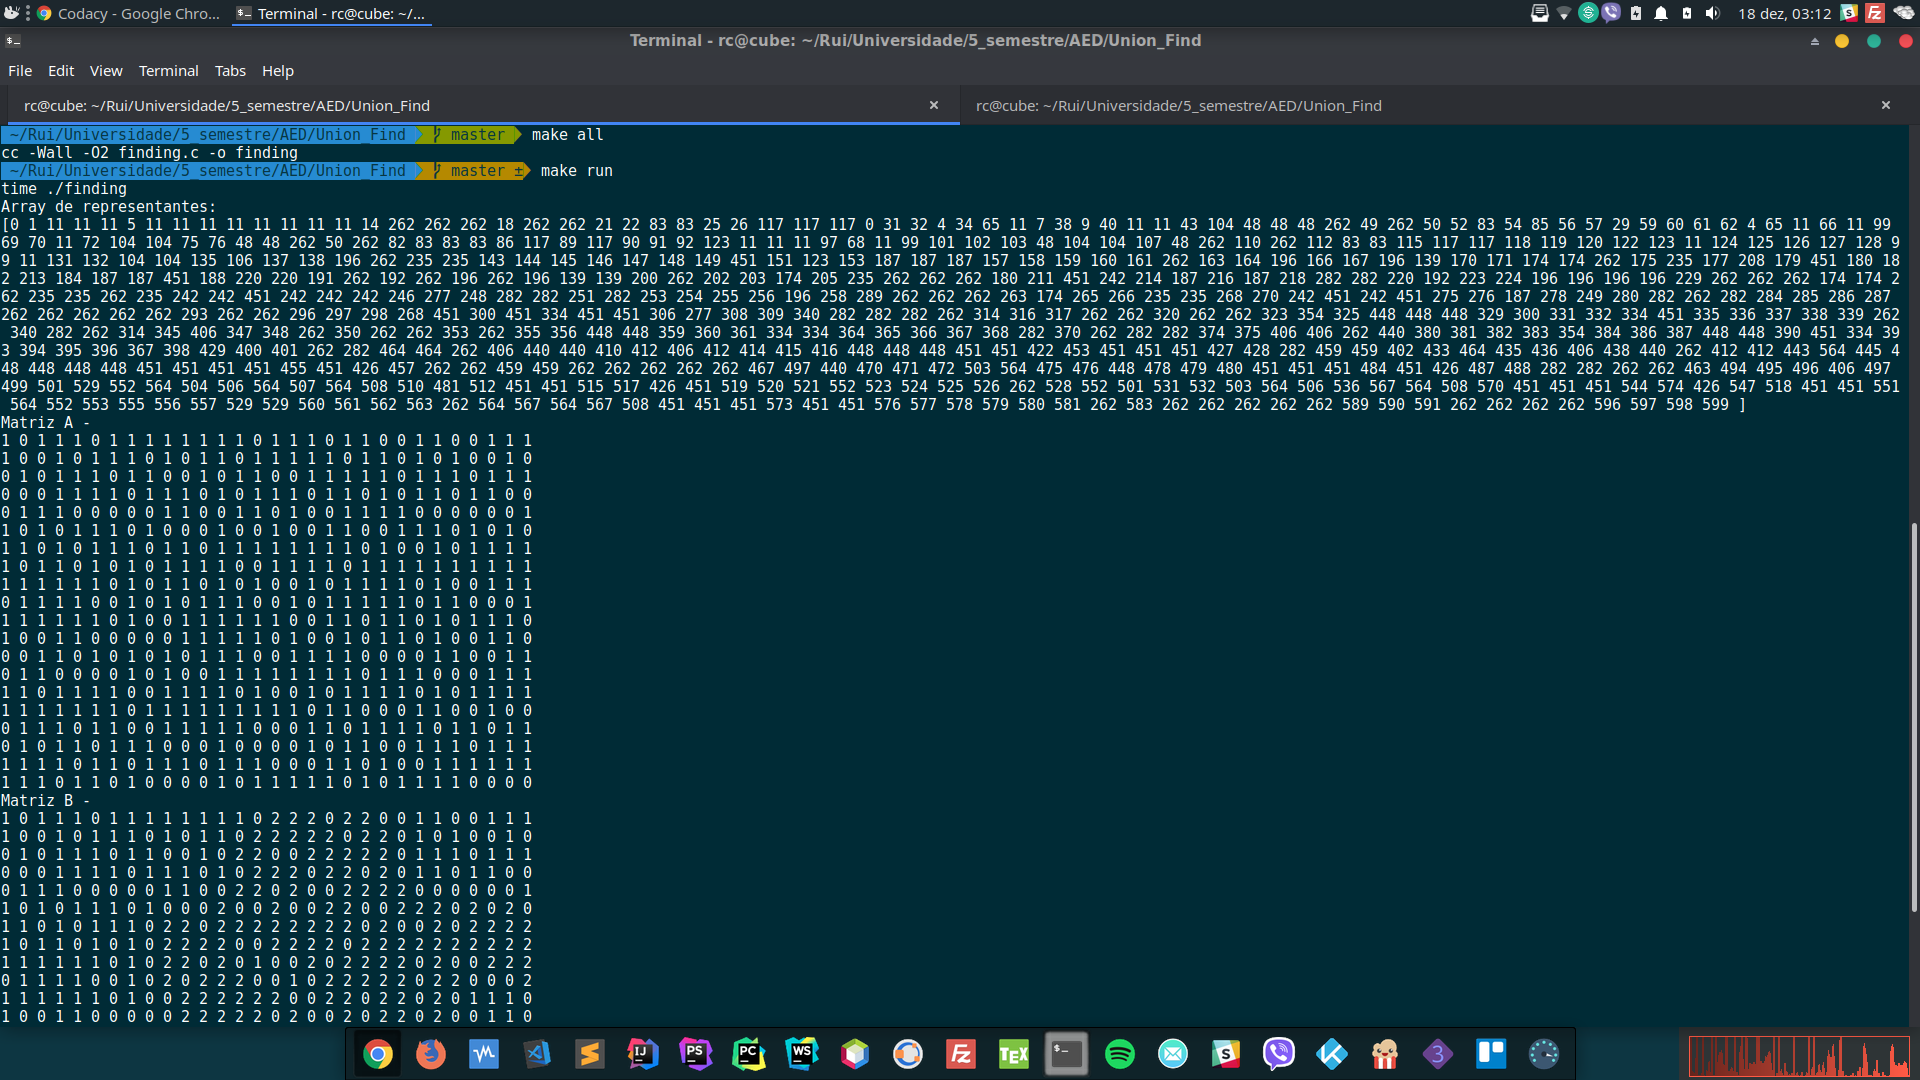 Codacy - Google Chro...
Terminal - rc@cube: ~/...
18 dez, 03:12
Terminal - rc@cube: ~/Rui/Universidade/5_semestre/AED/Union_Find
File Edit View Terminal Tabs Help
rc@cube: ~/Rui/Universidade/5_semestre/AED/Union_Find
rc@cube: ~/Rui/Universidade/5_semestre/AED/Union_Find
~/Rui/Universidade/5_semestre/AED/Union_Find master make all
cc -Wall -O2 finding.c -o finding
~/Rui/Universidade/5_semestre/AED/Union_Find master ± make run
time ./finding
Array de representantes:
[0 1 11 11 11 5 11 11 11 11 11 11 11 11 14 262 262 262 18 262 262 21 22 83 83 25 26 117 117 117 0 31 32 4 34 65 11 7 38 9 40 11 11 43 104 48 48 48 262 49 262 50 52 83 54 85 56 57 29 59 60 61 62 4 65 11 66 11 99
69 70 11 72 104 104 75 76 48 48 262 50 262 82 83 83 83 86 117 89 117 90 91 92 123 11 11 11 97 68 11 99 101 102 103 48 104 104 107 48 262 110 262 112 83 83 115 117 117 118 119 120 122 123 11 124 125 126 127 128 9
9 11 131 132 104 104 135 106 137 138 196 262 235 235 143 144 145 146 147 148 149 451 151 123 153 187 187 187 157 158 159 160 161 262 163 164 196 166 167 196 139 170 171 174 174 262 175 235 177 208 179 451 180 18
2 213 184 187 187 451 188 220 220 191 262 192 262 196 262 196 139 139 200 262 202 203 174 205 235 262 262 262 180 211 451 242 214 187 216 187 218 282 282 220 192 223 224 196 196 196 196 229 262 262 262 174 174 2
62 235 235 262 235 242 242 451 242 242 242 246 277 248 282 282 251 282 253 254 255 256 196 258 289 262 262 262 263 174 265 266 235 235 268 270 242 451 242 451 275 276 187 278 249 280 282 262 282 284 285 286 287
262 262 262 262 262 293 262 262 296 297 298 268 451 300 451 334 451 451 306 277 308 309 340 282 282 282 262 314 316 317 262 262 320 262 262 323 354 325 448 448 448 329 300 331 332 334 451 335 336 337 338 339 262
340 282 262 314 345 406 347 348 262 350 262 262 353 262 355 356 448 448 359 360 361 334 334 364 365 366 367 368 282 370 262 282 282 374 375 406 406 262 440 380 381 382 383 354 384 386 387 448 448 390 451 334 39
3 394 395 396 367 398 429 400 401 262 282 464 464 262 406 440 440 410 412 406 412 414 415 416 448 448 448 451 451 422 453 451 451 451 427 428 282 459 459 402 433 464 435 436 406 438 440 262 412 412 443 564 445 4
48 448 448 448 451 451 451 451 455 451 426 457 262 262 459 459 262 262 262 262 262 467 497 440 470 471 472 503 564 475 476 448 478 479 480 451 451 451 484 451 426 487 488 282 282 262 262 463 494 495 496 406 497
499 501 529 552 564 504 506 564 507 564 508 510 481 512 451 451 515 517 426 451 519 520 521 552 523 524 525 526 262 528 552 501 531 532 503 564 506 536 567 564 508 570 451 451 451 544 574 426 547 518 451 451 551
564 552 553 555 556 557 529 529 560 561 562 563 262 564 567 564 567 508 451 451 451 573 451 451 576 577 578 579 580 581 262 583 262 262 262 262 262 589 590 591 262 262 262 262 596 597 598 599 ]
Matriz A -
1 0 1 1 1 0 1 1 1 1 1 1 1 1 0 1 1 1 0 1 1 0 0 1 1 0 0 1 1 1
1 0 0 1 0 1 1 1 0 1 0 1 1 0 1 1 1 1 1 0 1 1 0 1 0 1 0 0 1 0
0 1 0 1 1 1 0 1 1 0 0 1 0 1 1 0 0 1 1 1 1 1 0 1 1 1 0 1 1 1
0 0 0 1 1 1 1 0 1 1 1 0 1 0 1 1 1 0 1 1 0 1 0 1 1 0 1 1 0 0
0 1 1 1 0 0 0 0 0 1 1 0 0 1 1 0 1 0 0 1 1 1 1 0 0 0 0 0 0 1
1 0 1 0 1 1 1 0 1 0 0 0 1 0 0 1 0 0 1 1 0 0 1 1 1 0 1 0 1 0
1 1 0 1 0 1 1 1 0 1 1 0 1 1 1 1 1 1 1 1 0 1 0 0 1 0 1 1 1 1
1 0 1 1 0 1 0 1 0 1 1 1 1 0 0 1 1 1 1 0 1 1 1 1 1 1 1 1 1 1
1 1 1 1 1 1 0 1 0 1 1 0 1 0 1 0 0 1 0 1 1 1 1 0 1 0 0 1 1 1
0 1 1 1 1 0 0 1 0 1 0 1 1 1 0 0 1 0 1 1 1 1 1 0 1 1 0 0 0 1
1 1 1 1 1 1 0 1 0 0 1 1 1 1 1 1 0 0 1 1 0 1 1 0 1 0 1 1 1 0
1 0 0 1 1 0 0 0 0 0 1 1 1 1 1 0 1 0 0 1 0 1 1 0 1 0 0 1 1 0
0 0 1 1 0 1 0 1 0 1 0 1 1 1 0 0 1 1 1 1 0 0 0 0 1 1 0 0 1 1
0 1 1 0 0 0 0 1 0 1 0 0 1 1 1 1 1 1 1 1 0 1 1 1 0 0 0 1 1 1
1 1 0 1 1 1 1 0 0 1 1 1 1 0 1 0 0 1 0 1 1 1 1 0 1 0 1 1 1 1
1 1 1 1 1 1 1 0 1 1 1 1 1 1 1 1 1 0 1 1 0 0 0 1 1 0 0 1 0 0
0 1 1 1 0 1 1 0 0 1 1 1 1 1 0 0 0 1 1 0 1 1 1 1 0 1 1 0 1 1
0 1 0 1 1 0 1 1 1 0 0 0 1 0 0 0 0 1 0 1 1 0 0 1 1 1 0 1 1 1
1 1 1 1 0 1 1 0 1 1 1 0 1 1 1 0 0 0 1 1 0 1 0 0 1 1 1 1 1 1
1 1 1 0 1 1 0 1 0 0 0 0 1 0 1 1 1 1 1 0 1 0 1 1 1 1 0 0 0 0
Matriz B -
1 0 1 1 1 0 1 1 1 1 1 1 1 1 0 2 2 2 0 2 2 0 0 1 1 0 0 1 1 1
1 0 0 1 0 1 1 1 0 1 0 1 1 0 2 2 2 2 2 0 2 2 0 1 0 1 0 0 1 0
0 1 0 1 1 1 0 1 1 0 0 1 0 2 2 0 0 2 2 2 2 2 0 1 1 1 0 1 1 1
0 0 0 1 1 1 1 0 1 1 1 0 1 0 2 2 2 0 2 2 0 2 0 1 1 0 1 1 0 0
0 1 1 1 0 0 0 0 0 1 1 0 0 2 2 0 2 0 0 2 2 2 2 0 0 0 0 0 0 1
1 0 1 0 1 1 1 0 1 0 0 0 2 0 0 2 0 0 2 2 0 0 2 2 2 0 2 0 2 0
1 1 0 1 0 1 1 1 0 2 2 0 2 2 2 2 2 2 2 2 0 2 0 0 2 0 2 2 2 2
1 0 1 1 0 1 0 1 0 2 2 2 2 0 0 2 2 2 2 0 2 2 2 2 2 2 2 2 2 2
1 1 1 1 1 1 0 1 0 2 2 0 2 0 1 0 0 2 0 2 2 2 2 0 2 0 0 2 2 2
0 1 1 1 1 0 0 1 0 2 0 2 2 2 0 0 1 0 2 2 2 2 2 0 2 2 0 0 0 2
1 1 1 1 1 1 0 1 0 0 2 2 2 2 2 2 0 0 2 2 0 2 2 0 2 0 1 1 1 0
1 0 0 1 1 0 0 0 0 0 2 2 2 2 2 0 2 0 0 2 0 2 2 0 2 0 0 1 1 0